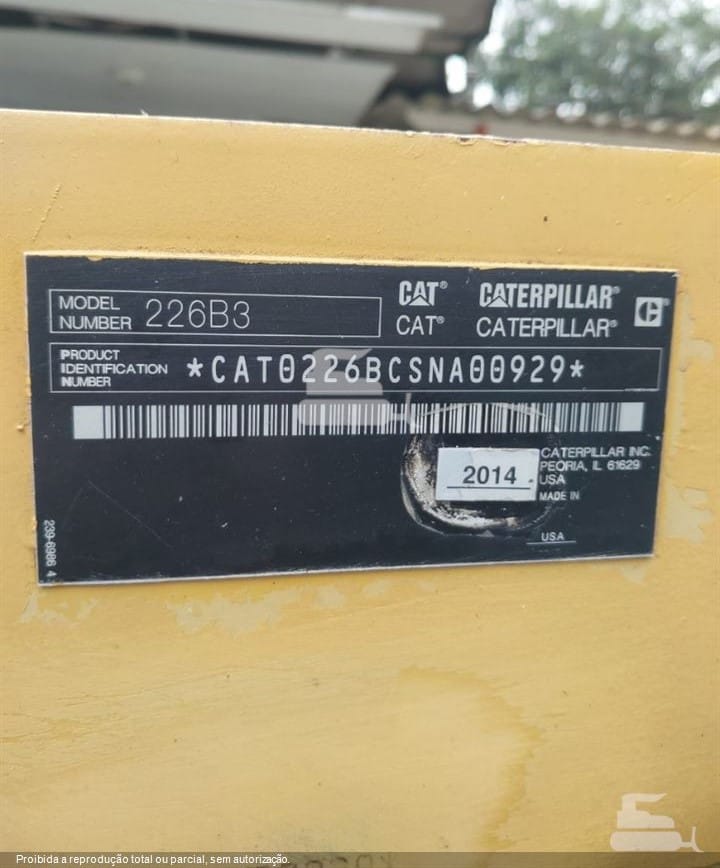 CAT® CATERPILLAR® C®
MODEL
NUMBER 226B3
CAT® CATERPILLAR®
PRODUCT
IDENTIFICATION
NUMBER
*CAT0226BCSNA00929*
CATERPILLAR INC.
PEORIA, IL 61629
USA
2014
MADE IN
USA
239-6986 4
Proibida a reprodução total ou parcial, sem autorização.